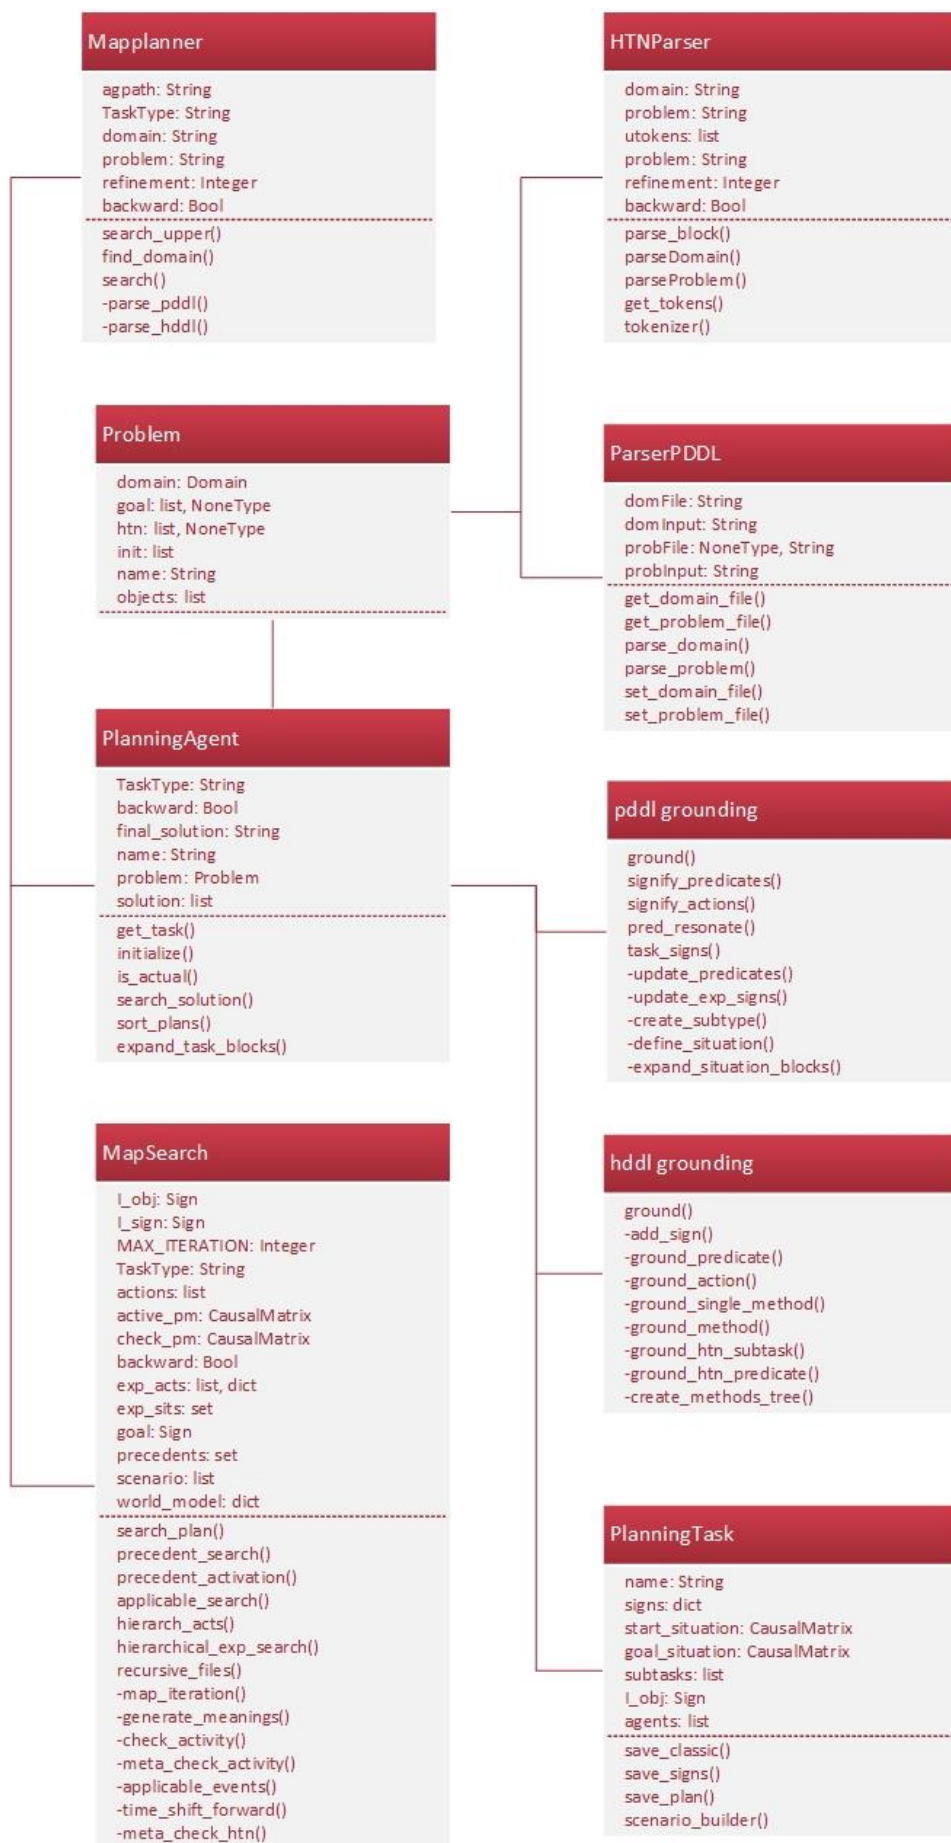 Mapplanner
agpath: String
TaskType: String
domain: String
problem: String
refinement: Integer
backward: Bool
search_upper()
find_domain()
search()
-parse_pddl()
-parse_hddl()
HTNParser
domain: String
problem: String
utokens: list
problem: String
refinement: Integer
backward: Bool
parse_block()
parseDomain()
parseProblem()
get_tokens()
tokenizer()
Problem
domain: Domain
goal: list, NoneType
htn: list, NoneType
init: list
name: String
objects: list
ParserPDDL
domFile: String
domInput: String
probFile: NoneType, String
probInput: String
get_domain_file()
get_problem_file()
parse_domain()
parse_problem()
set_domain_file()
set_problem_file()
PlanningAgent
TaskType: String
backward: Bool
final_solution: String
name: String
problem: Problem
solution: list
get_task()
initialize()
is_actual()
search_solution()
sort_plans()
expand_task_blocks()
pddl grounding
ground()
signify_predicates()
signify_actions()
pred_resonate()
task_signs()
-update_predicates()
-update_exp_signs()
-create_subtype()
-define_situation()
-expand_situation_blocks()
MapSearch
I_obj: Sign
I_sign: Sign
MAX_ITERATION: Integer
TaskType: String
actions: list
active_pm: CausalMatrix
check_pm: CausalMatrix
backward: Bool
exp_acts: list, dict
exp_sits: set
goal: Sign
precedents: set
scenario: list
world_model: dict
search_plan()
precedent_search()
precedent_activation()
applicable_search()
hierarch_acts()
hierarchical_exp_search()
recursive_files()
-map_iteration()
-generate_meanings()
-check_activity()
-meta_check_activity()
-applicable_events()
-time_shift_forward()
-meta_check_htn()
hddl grounding
ground()
-add_sign()
-ground_predicate()
-ground_action()
-ground_single_method()
-ground_method()
-ground_htn_subtask()
-ground_htn_predicate()
-create_methods_tree()
PlanningTask
name: String
signs: dict
start_situation: CausalMatrix
goal_situation: CausalMatrix
subtasks: list
I_obj: Sign
agents: list
save_classic()
save_signs()
save_plan()
scenario_builder()